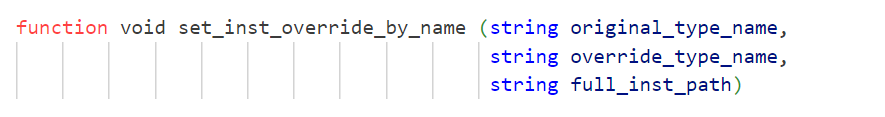 function void set_inst_override_by_name (string original_type_name,
string override_type_name,
string full_inst_path)